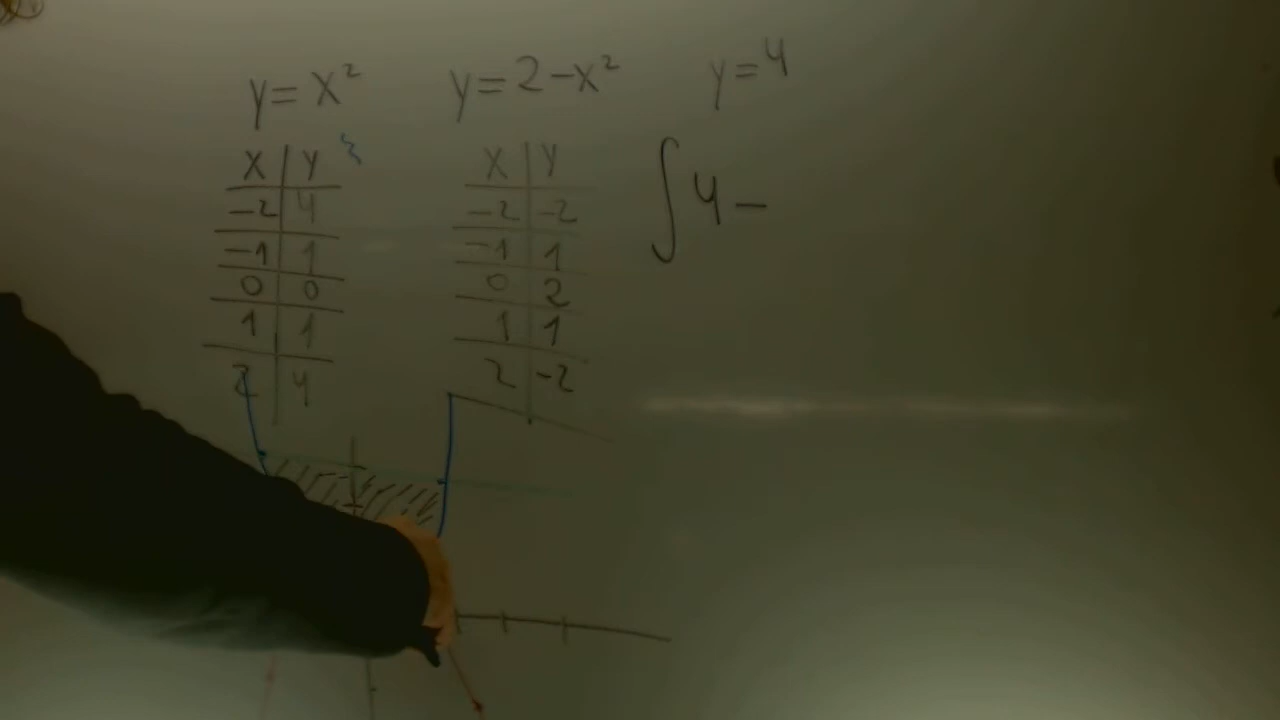 y = x² y = 2 - x² y = 4
x y x y ∫ 4 -
-2 4 -2 -2
-1 1 -1 1
0 0 0 2
1 1 1 1
2 4 2 -2